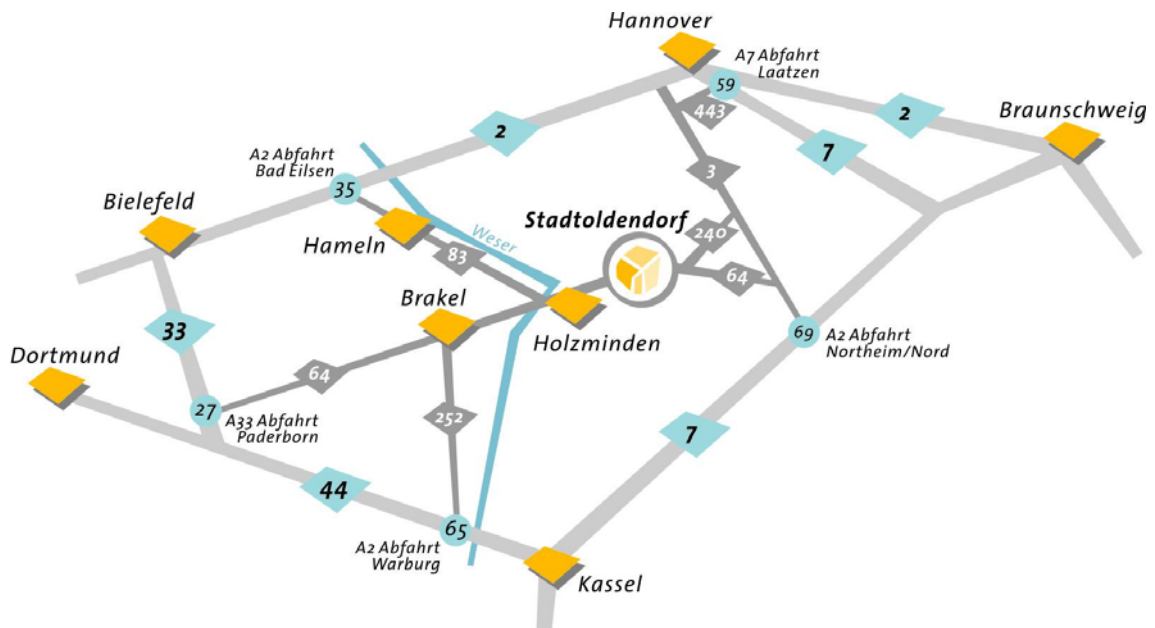 Hannover
A7 Abfahrt
Laatzen
59
443
2
Braunschweig
2
7
A2 Abfahrt
Bad Eilsen
35
3
Bielefeld
Hameln
Weser
Stadtoldendorf
240
83
64
Brakel
Holzminden
33
69
A2 Abfahrt
Northeim/Nord
Dortmund
64
27
A33 Abfahrt
Paderborn
252
7
44
65
A2 Abfahrt
Warburg
Kassel